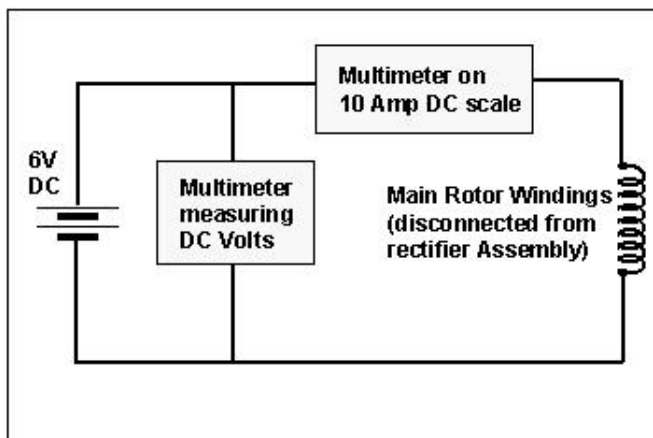 Multimeter on
10 Amp DC scale
6V
DC
Multimeter
measuring
DC Volts
Main Rotor Windings
(disconnected from
rectifier Assembly)